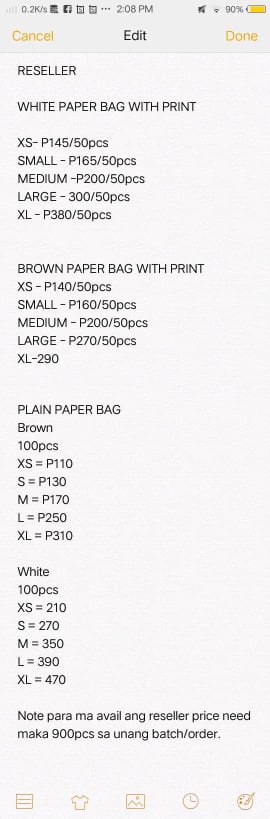 0.2K/s ··· 2:08 PM 90%
Cancel Edit Done
RESELLER
WHITE PAPER BAG WITH PRINT
XS- P145/50pcs
SMALL - P165/50pcs
MEDIUM -P200/50pcs
LARGE - 300/50pcs
XL - P380/50pcs
BROWN PAPER BAG WITH PRINT
XS - P140/50pcs
SMALL - P160/50pcs
MEDIUM - P200/50pcs
LARGE - P270/50pcs
XL-290
PLAIN PAPER BAG
Brown
100pcs
XS = P110
S = P130
M = P170
L = P250
XL = P310
White
100pcs
XS = 210
S = 270
M = 350
L = 390
XL = 470
Note para ma avail ang reseller price need
maka 900pcs sa unang batch/order.